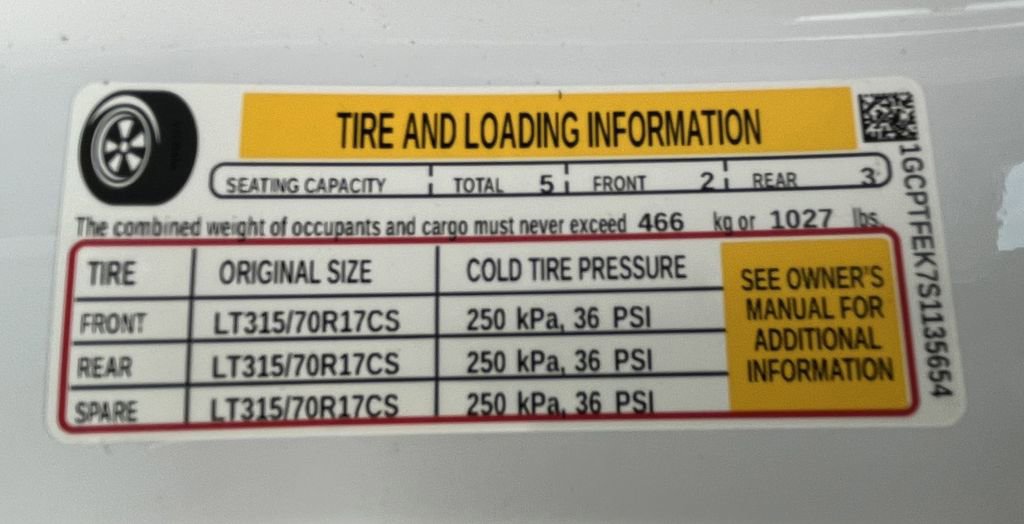 TIRE AND LOADING INFORMATION
SEATING CAPACITY TOTAL 5 FRONT 2 REAR 3
The combined weight of occupants and cargo must never exceed 466 kg or 1027 lbs.
TIRE ORIGINAL SIZE COLD TIRE PRESSURE
FRONT LT315/70R17CS 250 kPa, 36 PSI
REAR LT315/70R17CS 250 kPa, 36 PSI
SPARE LT315/70R17CS 250 kPa, 36 PSI
SEE OWNER'S
MANUAL FOR
ADDITIONAL
INFORMATION
1GCPTFEK7S1135654